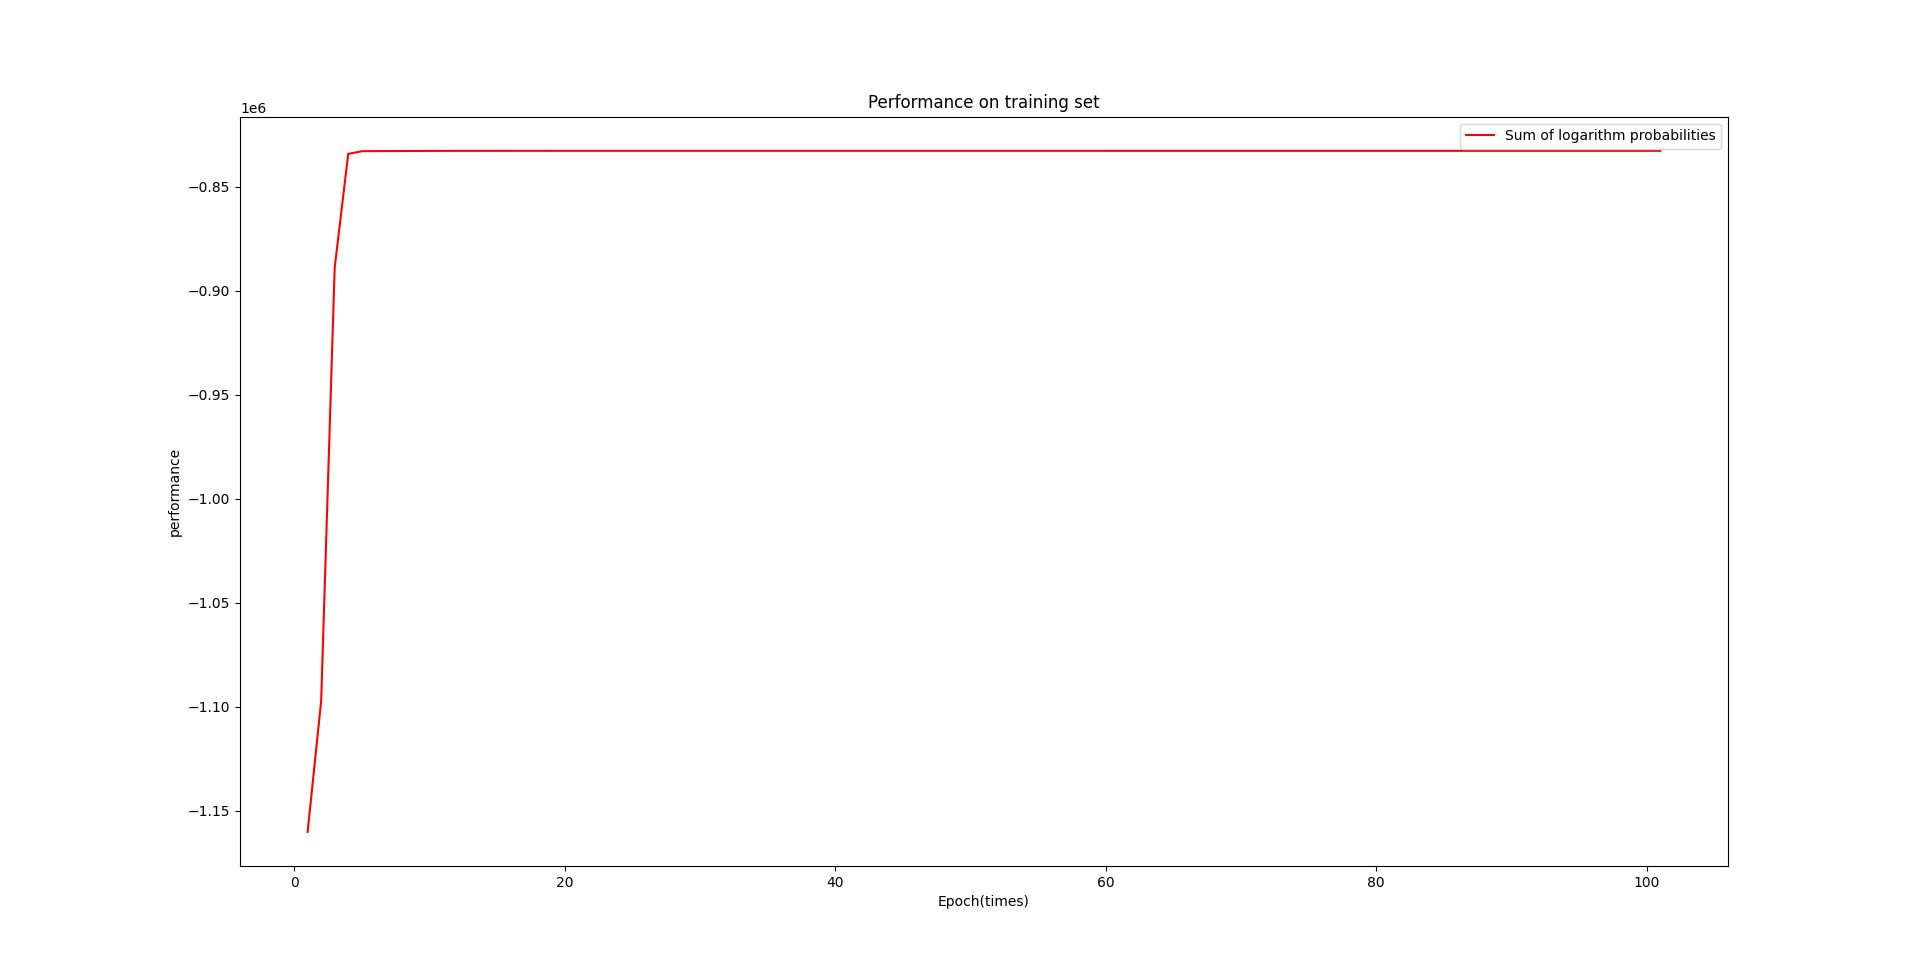 Performance on training set
1e6
Sum of logarithm probabilities
−0.85
−0.90
−0.95
−1.00
−1.05
−1.10
−1.15
performance
0 20 40 60 80 100
Epoch(times)